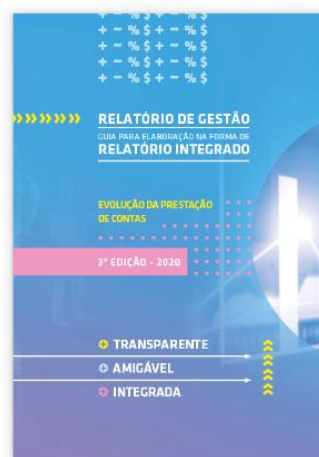 + − % $ + − % $
+ − % $ + − % $
+ − % $ + − % $
+ − % $ + − % $
+ − % $ + − % $
RELATÓRIO DE GESTÃO
GUIA PARA ELABORAÇÃO NA FORMA DE
RELATÓRIO INTEGRADO
EVOLUÇÃO DA PRESTAÇÃO
DE CONTAS
3ª EDIÇÃO - 2020
+ TRANSPARENTE
+ AMIGÁVEL
+ INTEGRADA